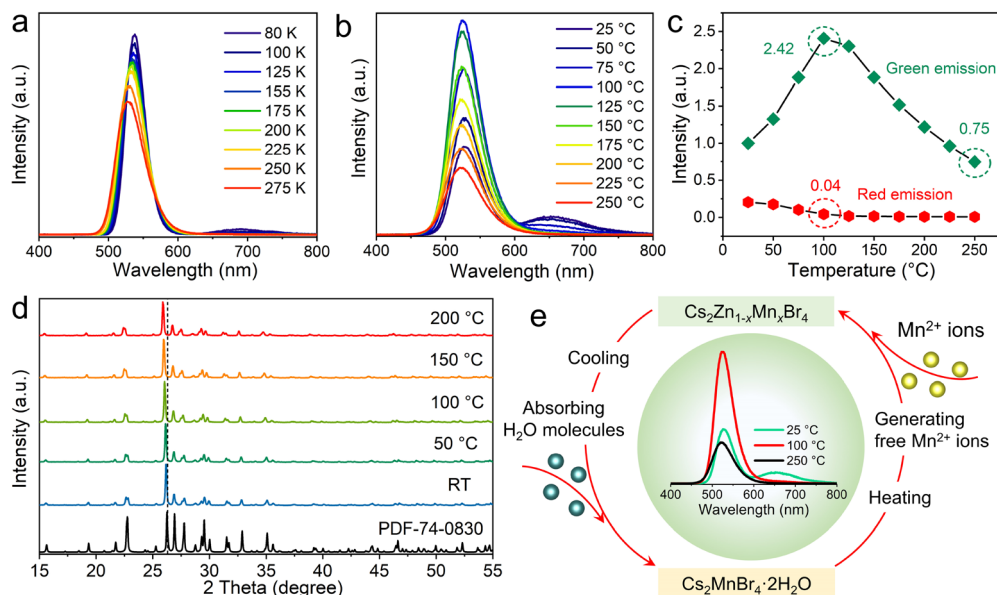 a
Intensity (a.u.)
80 K
100 K
125 K
155 K
175 K
200 K
225 K
250 K
275 K
400 500 600 700 800
Wavelength (nm)
b
Intensity (a.u.)
25 °C
50 °C
75 °C
100 °C
125 °C
150 °C
175 °C
200 °C
225 °C
250 °C
400 500 600 700 800
Wavelength (nm)
c
Intensity (a.u.)
2.5
2.0
1.5
1.0
0.5
0.0
2.42
Green emission
0.75
0.04
Red emission
0 50 100 150 200 250
Temperature (°C)
d
Intensity (a.u.)
200 °C
150 °C
100 °C
50 °C
RT
PDF-74-0830
15 20 25 30 35 40 45 50 55
2 Theta (degree)
e
Cs₂Zn₁₋ₓMnₓBr₄
Cooling
Absorbing
H₂O molecules
Mn²⁺ ions
Generating
free Mn²⁺ ions
Heating
25 °C
100 °C
250 °C
400 500 600 700 800
Wavelength (nm)
Cs₂MnBr₄·2H₂O